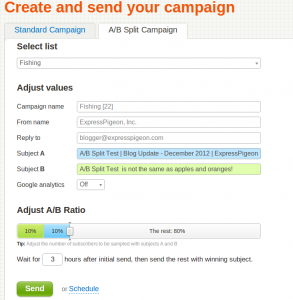 Create and send your campaign
Standard Campaign A/B Split Campaign
Select list
Fishing
Adjust values
Campaign name Fishing [22]
From name ExpressPigeon, Inc.
Reply to blogger@expresspigeon.com
Subject A A/B Split Test | Blog Update - December 2012 | ExpressPigeon
Subject B A/B Split Test is not the same as apples and oranges!
Google analytics Off
Adjust A/B Ratio
10% 10% The rest: 80%
Tip: Adjust the number of subscribers to be sampled with subjects A and B
Wait for 3 hours after initial send, then send the rest with winning subject.
Send or Schedule